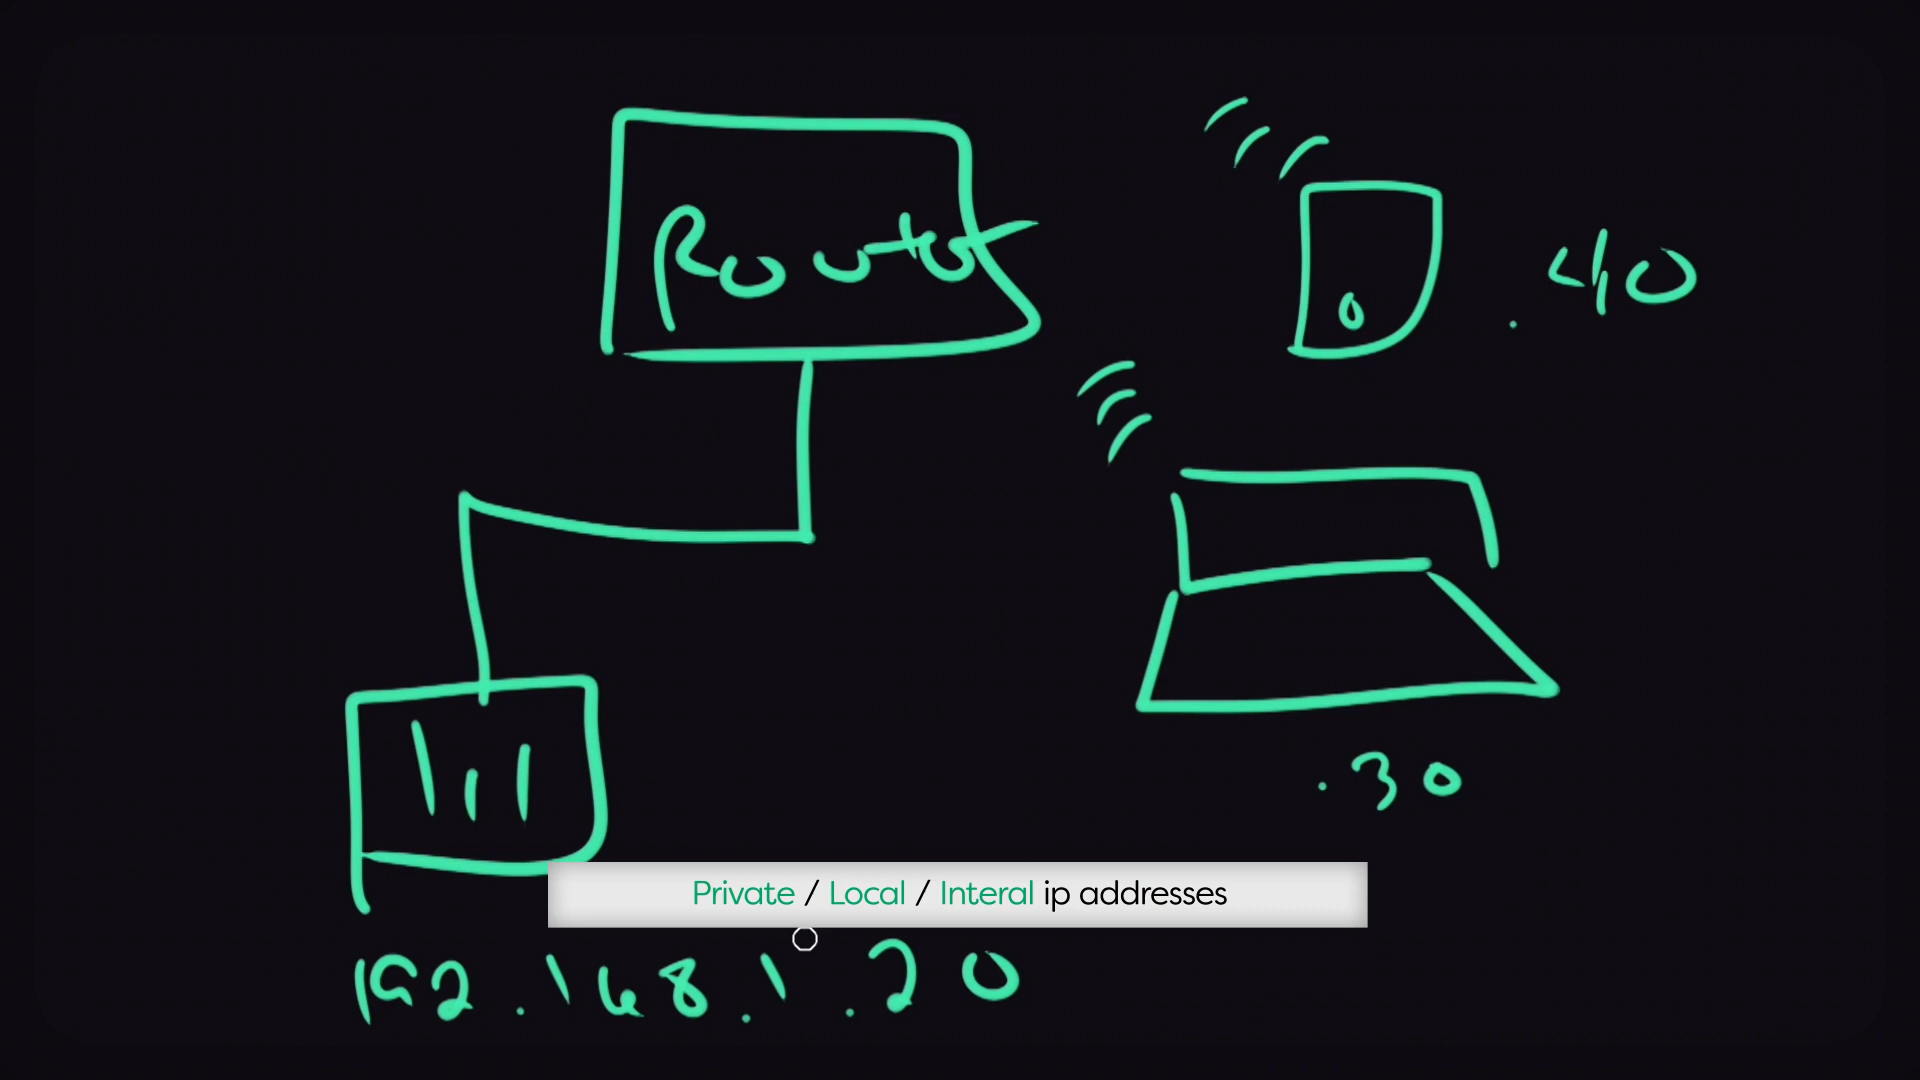 Router
.40
.30
Private / Local / Interal ip addresses
192.168.1.20